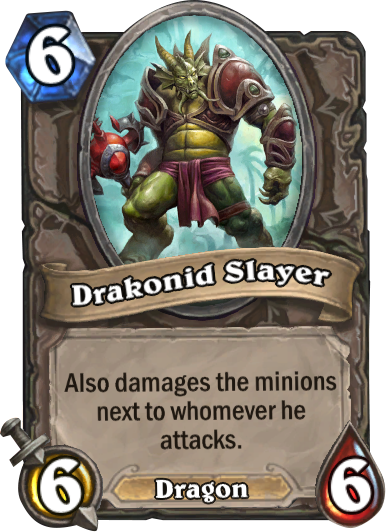 6
Drakonid Slayer
Also damages the minions
next to whomever he
attacks.
6
Dragon
6